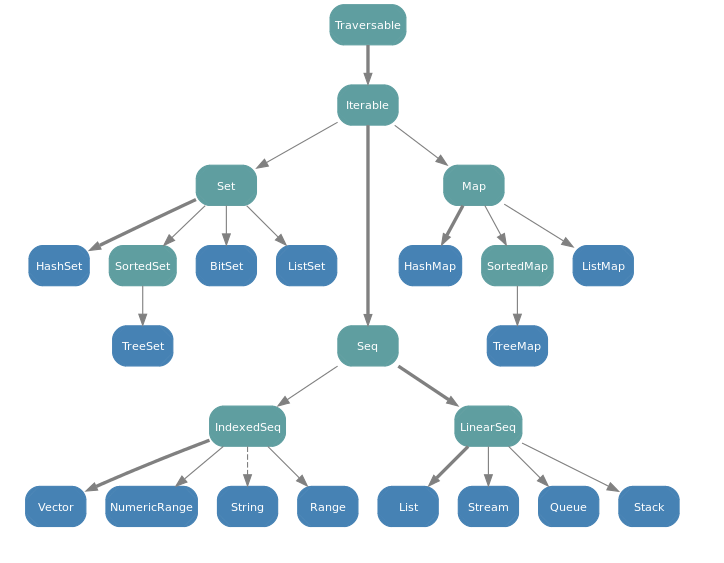 Traversable
Iterable
Set
Map
HashSet
SortedSet
BitSet
ListSet
HashMap
SortedMap
ListMap
TreeSet
Seq
TreeMap
IndexedSeq
LinearSeq
Vector
NumericRange
String
Range
List
Stream
Queue
Stack